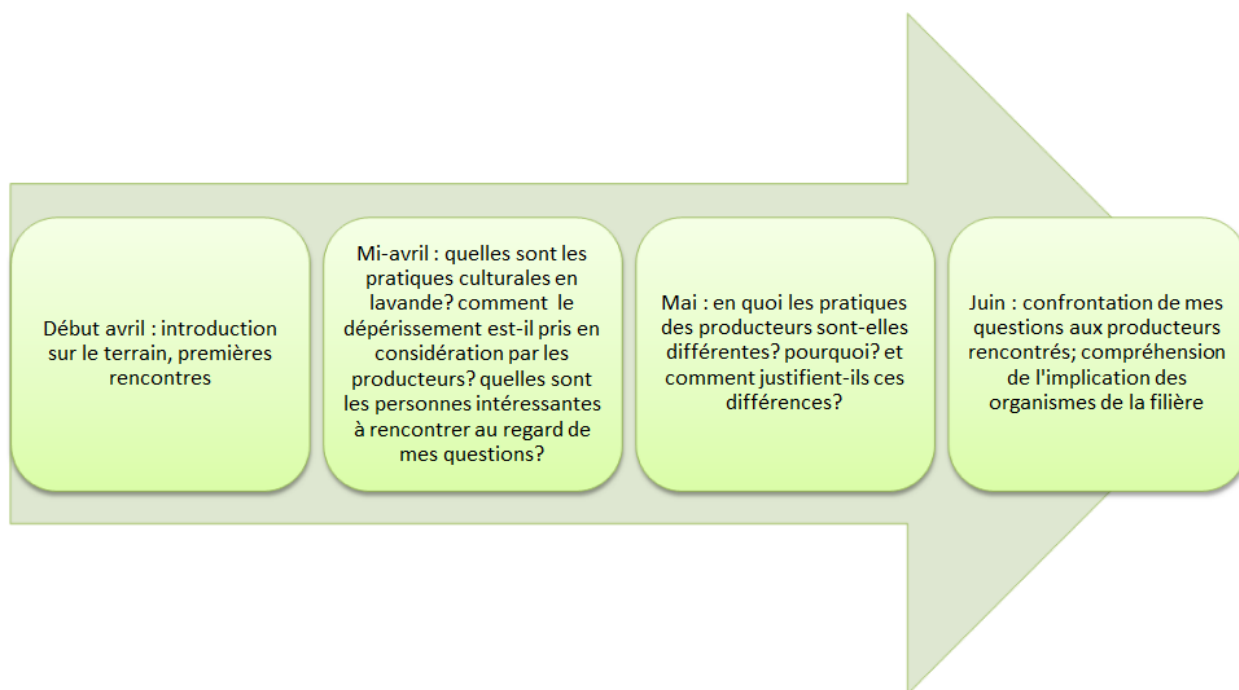 Début avril : introduction
sur le terrain, premières
rencontres
Mi-avril : quelles sont les
pratiques culturales en
lavande? comment le
dépérissement est-il pris en
considération par les
producteurs? quelles sont
les personnes intéressantes
à rencontrer au regard de
mes questions?
Mai : en quoi les pratiques
des producteurs sont-elles
différentes? pourquoi? et
comment justifient-ils ces
différences?
Juin : confrontation de mes
questions aux producteurs
rencontrés; compréhension
de l'implication des
organismes de la filière